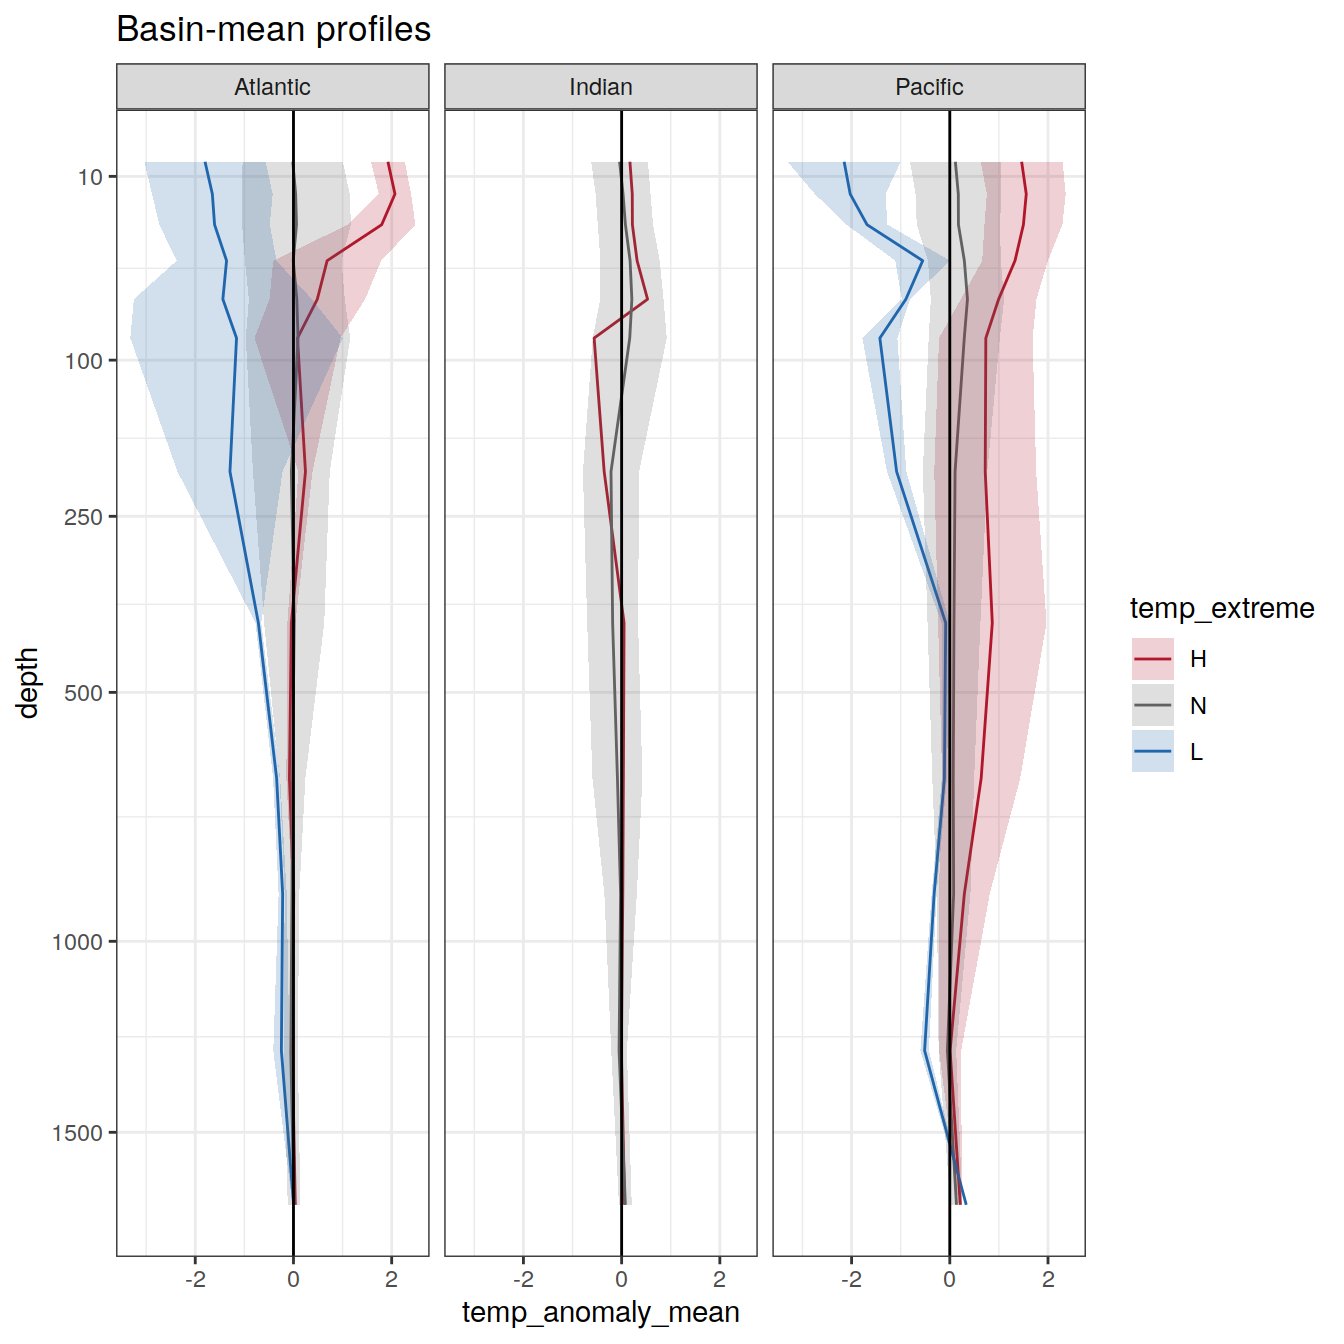 Basin-mean profiles
Atlantic
Indian
Pacific
depth
10
100
250
500
1000
1500
-2 0 2
-2 0 2
-2 0 2
temp_anomaly_mean
temp_extreme
H
N
L